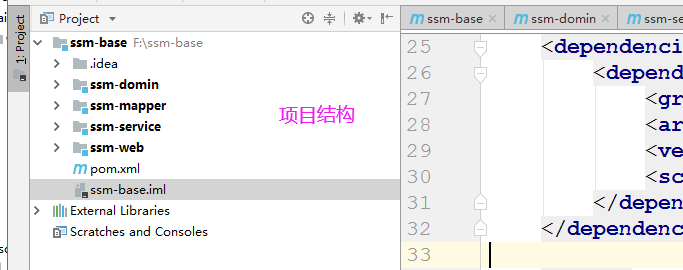 1: Project
Project
ssm-base F:\ssm-base
.idea
ssm-domin
ssm-mapper
ssm-service
ssm-web
pom.xml
ssm-base.iml
External Libraries
Scratches and Consoles
项目结构
ssm-base
ssm-domin
ssm-se
25 <dependenci
26 <depend
27 <gr
28 <ar
29 <ve
30 <sc
31 </depen
32 </dependenc
33